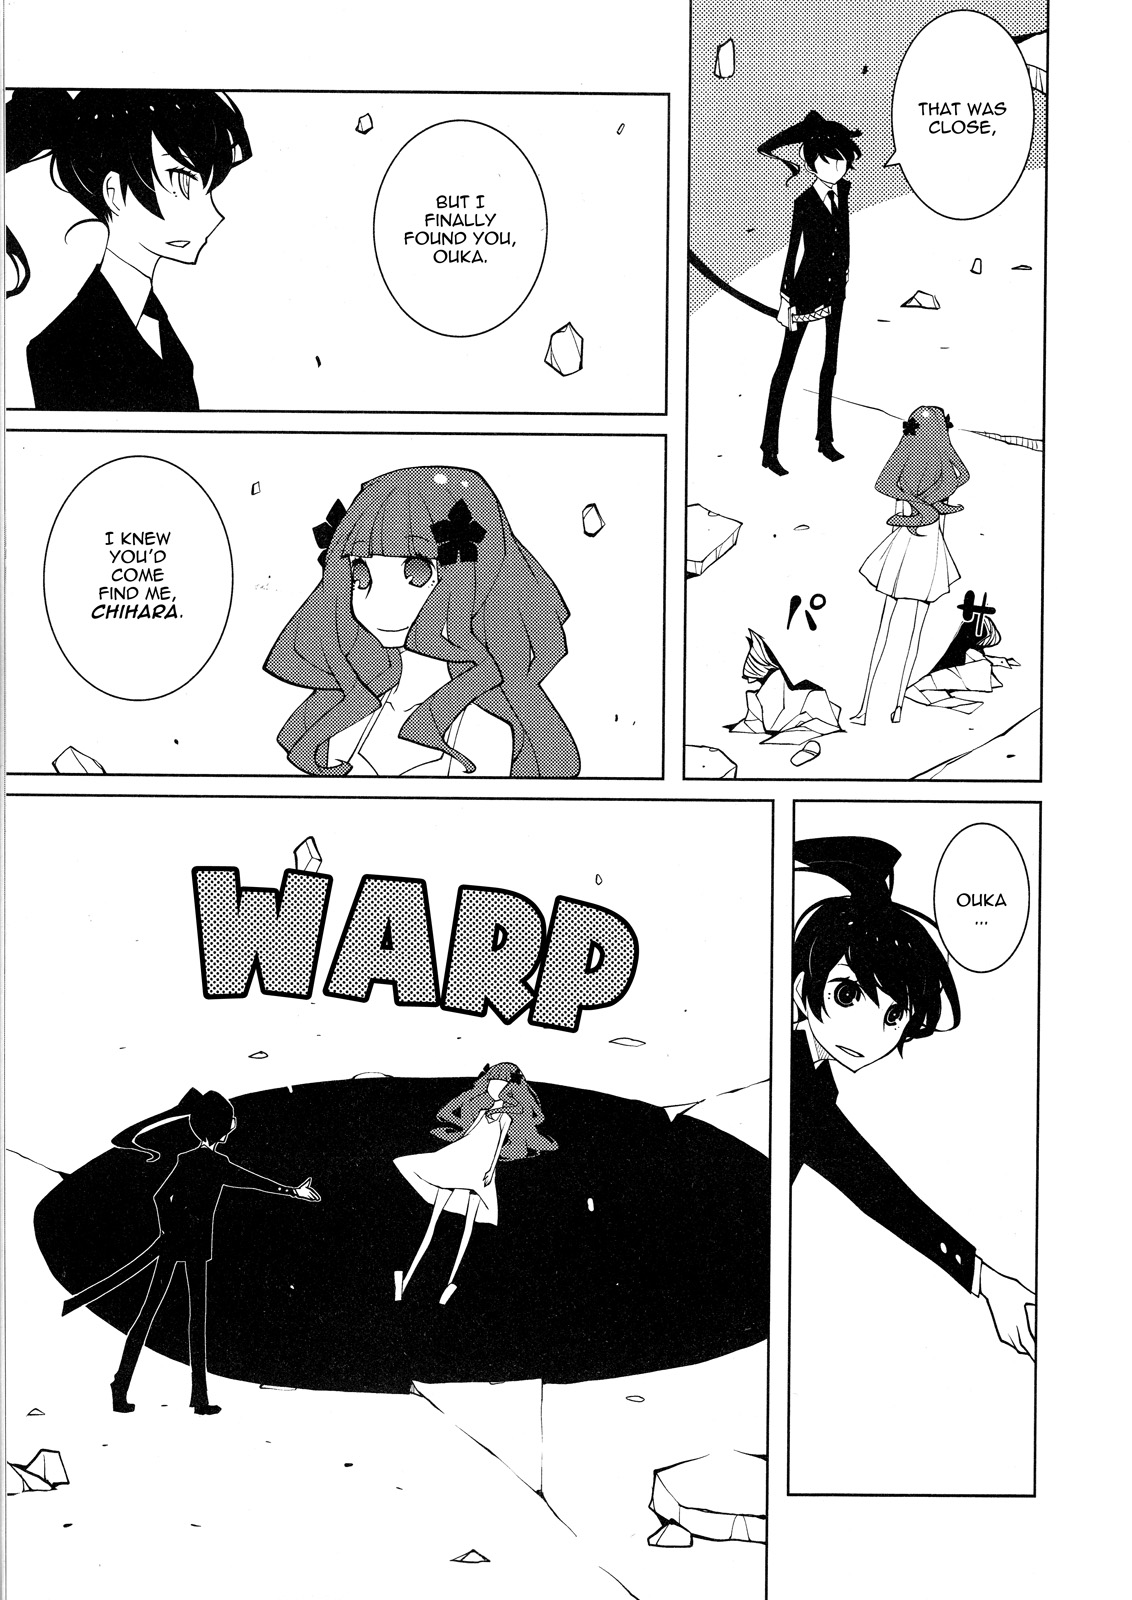 THAT WAS
CLOSE,
パサ
BUT I
FINALLY
FOUND YOU,
OUKA.
I KNEW
YOU'D
COME
FIND ME,
CHIHARA.
OUKA
...
WARP